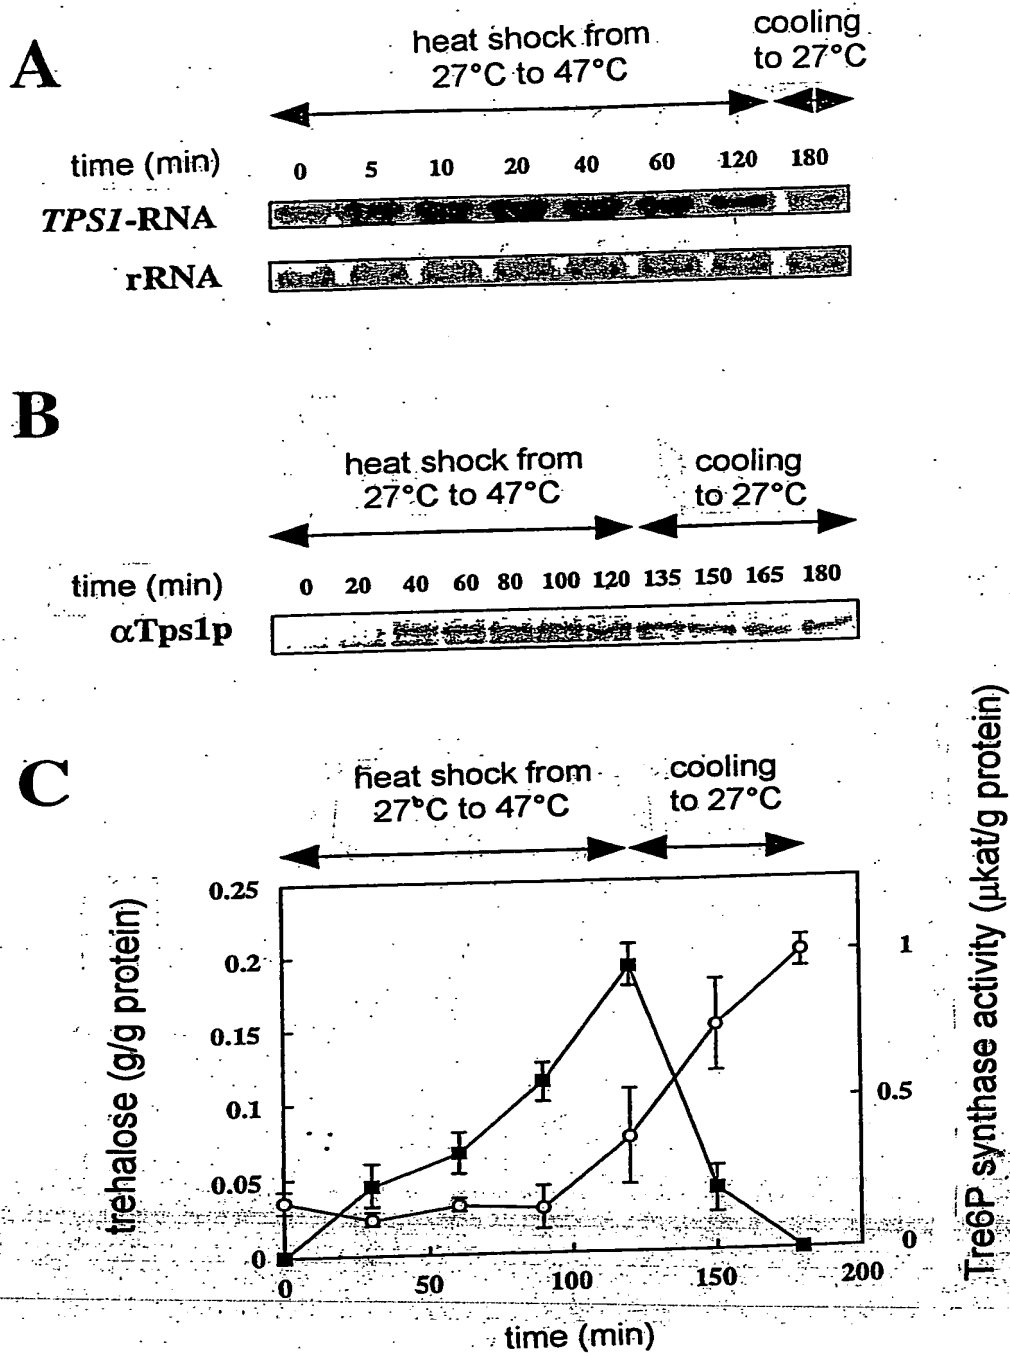 A
heat shock from
27°C to 47°C
cooling
to 27°C
time (min) 0 5 10 20 40 60 120 180
TPS1-RNA
rRNA
B
heat shock from
27°C to 47°C
cooling
to 27°C
time (min) 0 20 40 60 80 100 120 135 150 165 180
αTps1p
C
heat shock from
27°C to 47°C
cooling
to 27°C
trehalose (g/g protein)
0.25
0.2
0.15
0.1
0.05
0
0 50 100 150 200
time (min)
1
0.5
0
Tre6P synthase activity (μkat/g protein)